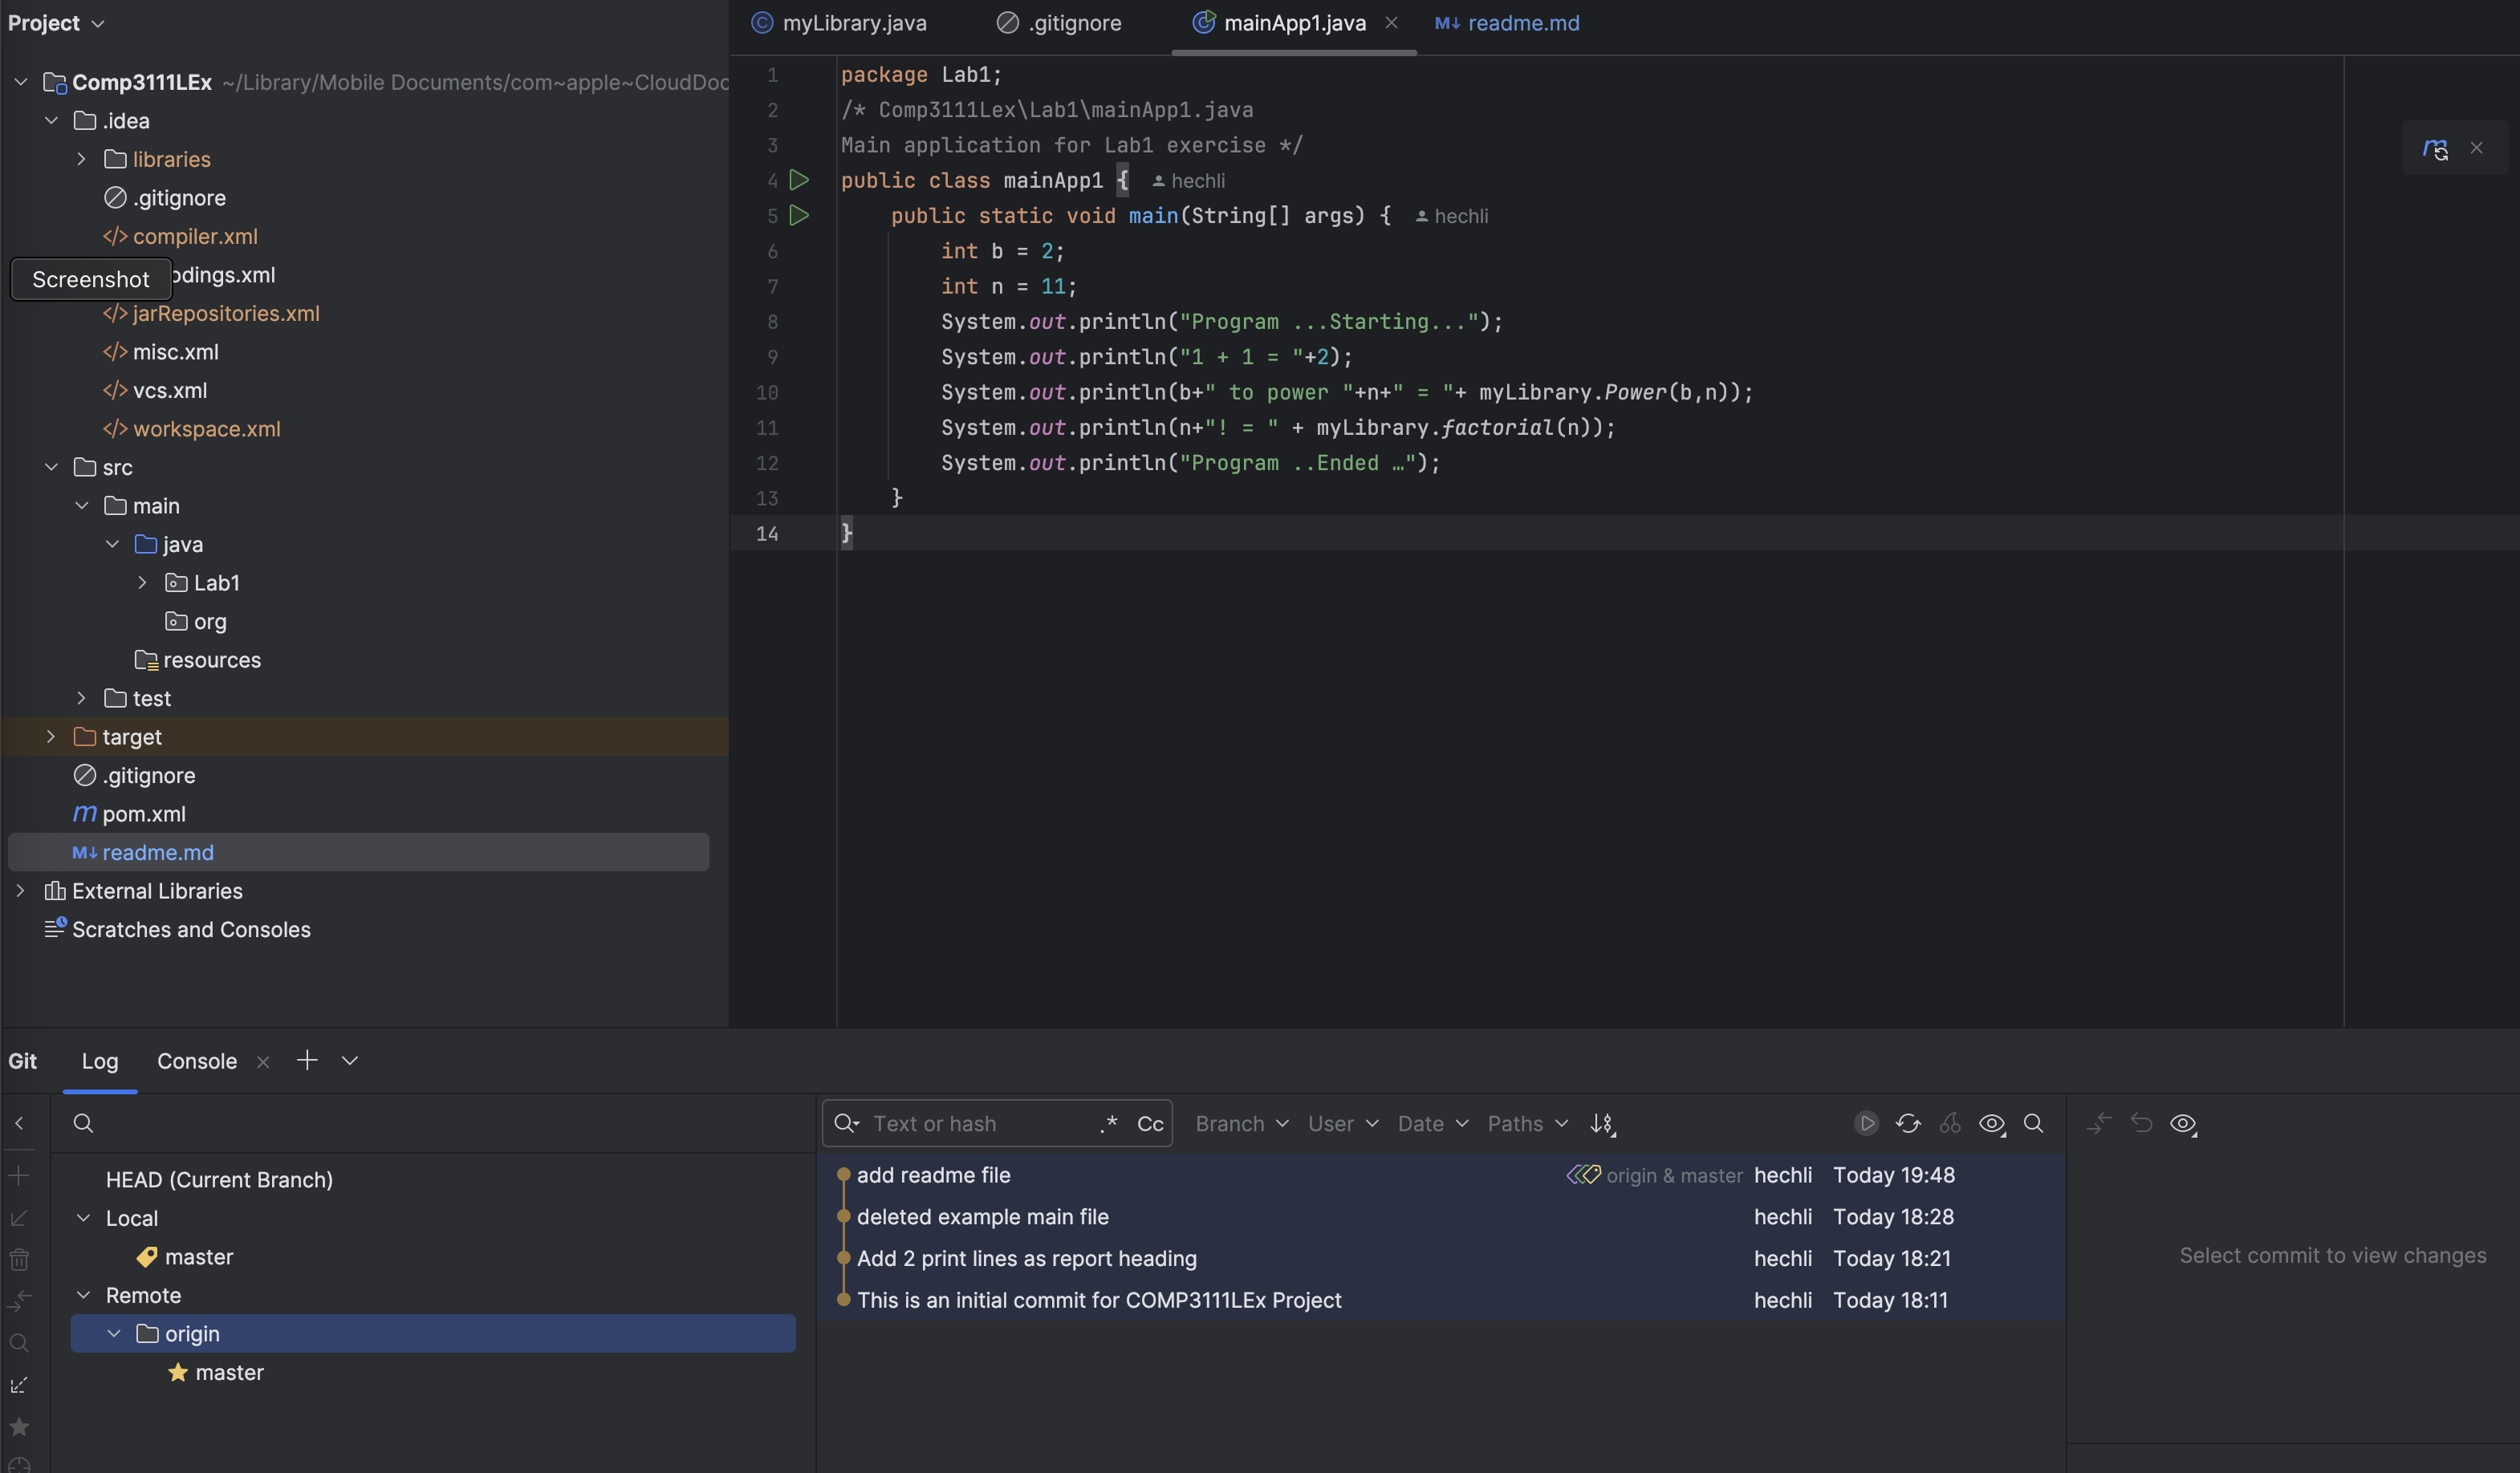 Project
Comp3111LEx ~/Library/Mobile Documents/com~apple~CloudDoc
.idea
libraries
.gitignore
compiler.xml
odings.xml
Screenshot
jarRepositories.xml
misc.xml
vcs.xml
workspace.xml
src
main
java
Lab1
org
resources
test
target
.gitignore
pom.xml
readme.md
External Libraries
Scratches and Consoles
myLibrary.java .gitignore mainApp1.java readme.md
1 package Lab1;
2 /* Comp3111Lex\Lab1\mainApp1.java
3 Main application for Lab1 exercise */
4 public class mainApp1 { hechli
5 public static void main(String[] args) { hechli
6 int b = 2;
7 int n = 11;
8 System.out.println("Program ...Starting...");
9 System.out.println("1 + 1 = "+2);
10 System.out.println(b+" to power "+n+" = "+ myLibrary.Power(b,n));
11 System.out.println(n+"! = " + myLibrary.factorial(n));
12 System.out.println("Program ..Ended …");
13 }
14 }
Git Log Console
HEAD (Current Branch)
Local
master
Remote
origin
master
Text or hash .* Cc Branch User Date Paths
add readme file origin & master hechli Today 19:48
deleted example main file hechli Today 18:28
Add 2 print lines as report heading hechli Today 18:21
This is an initial commit for COMP3111LEx Project hechli Today 18:11
Select commit to view changes